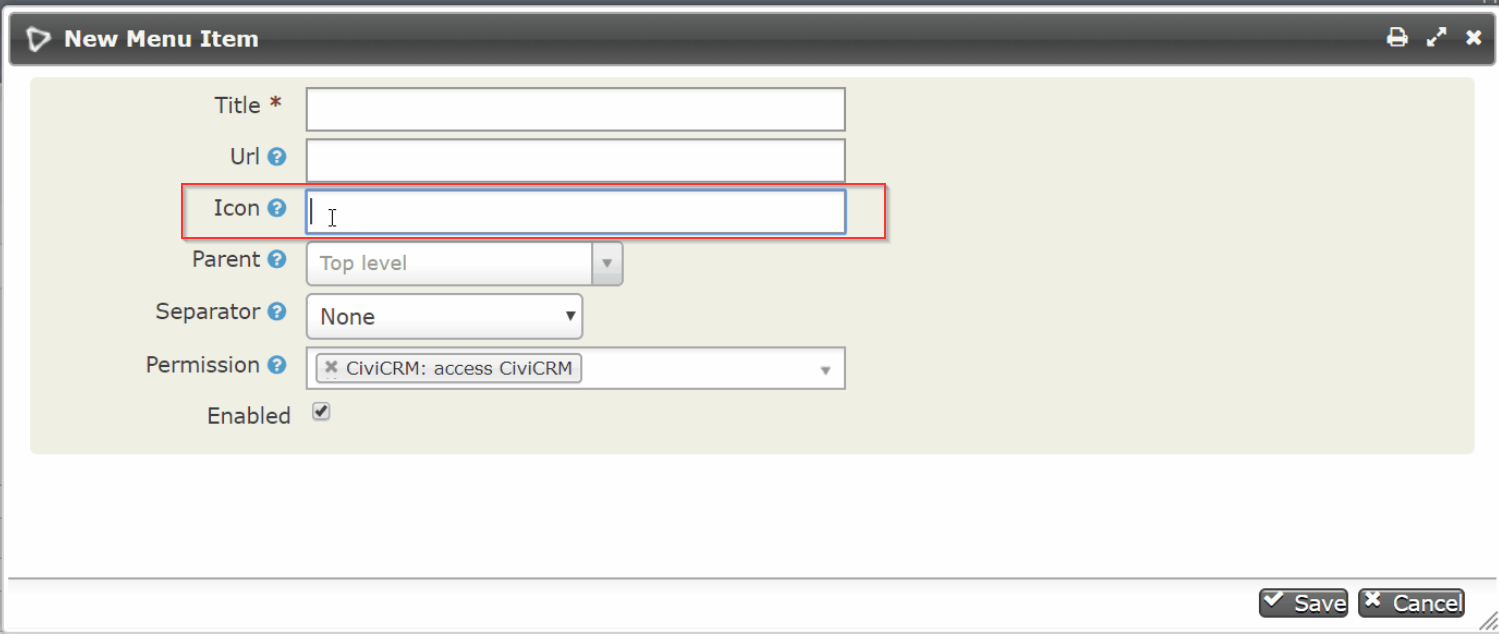 New Menu Item
Title *
Url
Icon
Parent Top level
Separator None
Permission CiviCRM: access CiviCRM
Enabled
Save Cancel